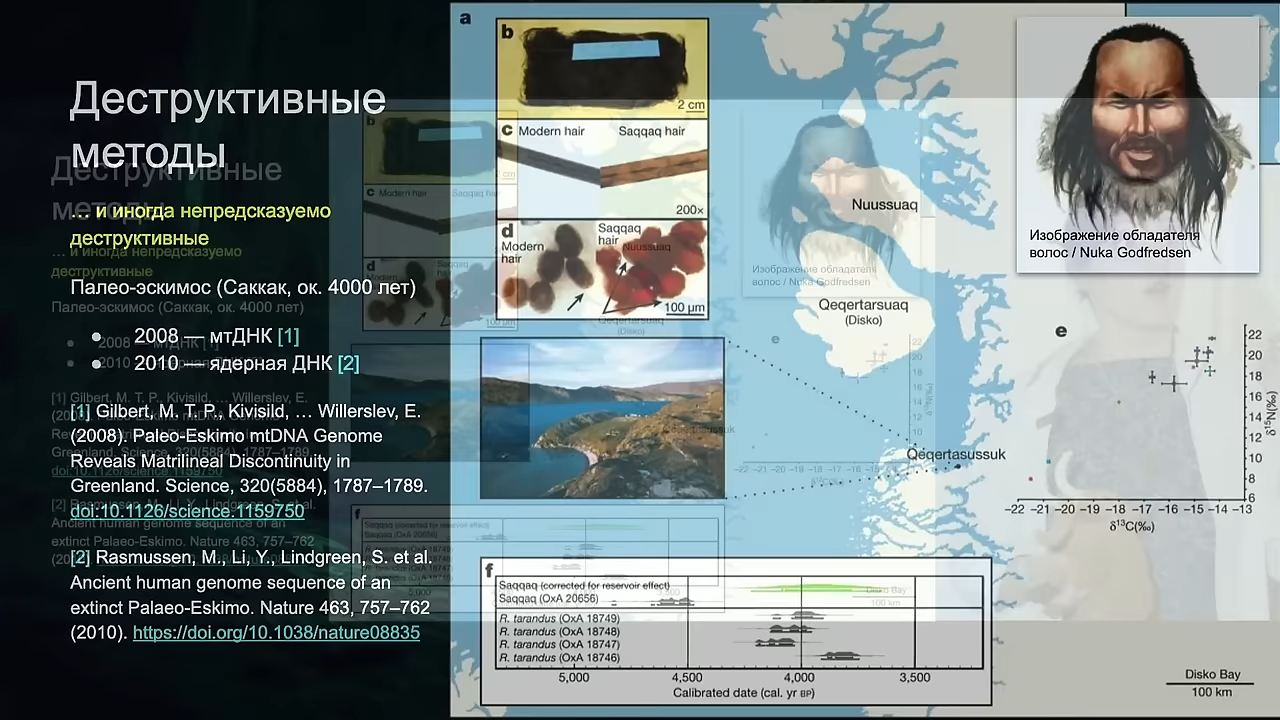 Деструктивные
методы
… и иногда непредсказуемо
деструктивные
Палео-эскимос (Саккак, ок. 4000 лет)
● 2008 — мтДНК [1]
● 2010 — ядерная ДНК [2]
[1] Gilbert, M. T. P., Kivisild, … Willerslev, E.
(2008). Paleo-Eskimo mtDNA Genome
Reveals Matrilineal Discontinuity in
Greenland. Science, 320(5884), 1787–1789.
doi:10.1126/science.1159750
[2] Rasmussen, M., Li, Y., Lindgreen, S. et al.
Ancient human genome sequence of an
extinct Palaeo-Eskimo. Nature 463, 757–762
(2010). https://doi.org/10.1038/nature08835
a
b
2 cm
c Modern hair Saqqaq hair
200×
d
Modern
hair
Saqqaq
hair
100 µm
Nuussuaq
Qeqertarsuaq
(Disko)
Qeqertasussuk
Изображение обладателя
волос / Nuka Godfredsen
e
22
20
18
16
14
12
10
8
6
δ¹⁵N(‰)
–22 –21 –20 –19 –18 –17 –16 –15 –14 –13
δ¹³C(‰)
f
Saqqaq (corrected for reservoir effect)
Saqqaq (OxA 20656)
R. tarandus (OxA 18749)
R. tarandus (OxA 18748)
R. tarandus (OxA 18747)
R. tarandus (OxA 18746)
5,000 4,500 4,000 3,500
Calibrated date (cal. yr BP)
Disko Bay
100 km